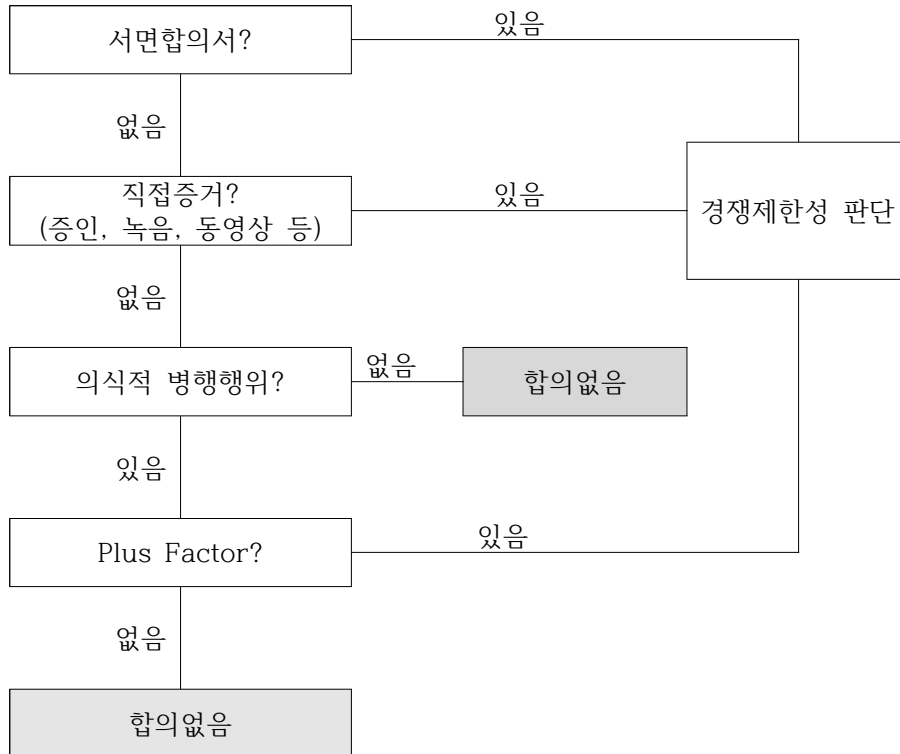 서면합의서?
있음
없음
직접증거?
(증인, 녹음, 동영상 등)
있음
경쟁제한성 판단
없음
의식적 병행행위?
없음
합의없음
있음
Plus Factor?
있음
없음
합의없음